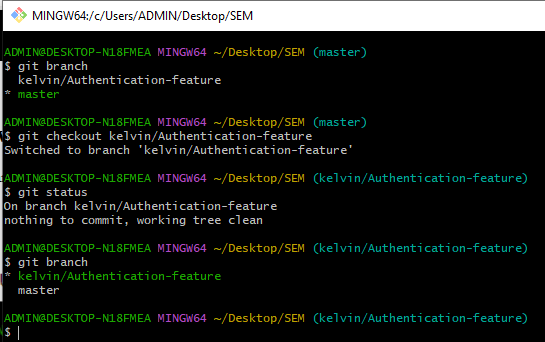 MINGW64:/c/Users/ADMIN/Desktop/SEM
ADMIN@DESKTOP-N18FMEA MINGW64 ~/Desktop/SEM (master)
$ git branch
  kelvin/Authentication-feature
* master
ADMIN@DESKTOP-N18FMEA MINGW64 ~/Desktop/SEM (master)
$ git checkout kelvin/Authentication-feature
Switched to branch 'kelvin/Authentication-feature'
ADMIN@DESKTOP-N18FMEA MINGW64 ~/Desktop/SEM (kelvin/Authentication-feature)
$ git status
On branch kelvin/Authentication-feature
nothing to commit, working tree clean
ADMIN@DESKTOP-N18FMEA MINGW64 ~/Desktop/SEM (kelvin/Authentication-feature)
$ git branch
* kelvin/Authentication-feature
  master
ADMIN@DESKTOP-N18FMEA MINGW64 ~/Desktop/SEM (kelvin/Authentication-feature)
$